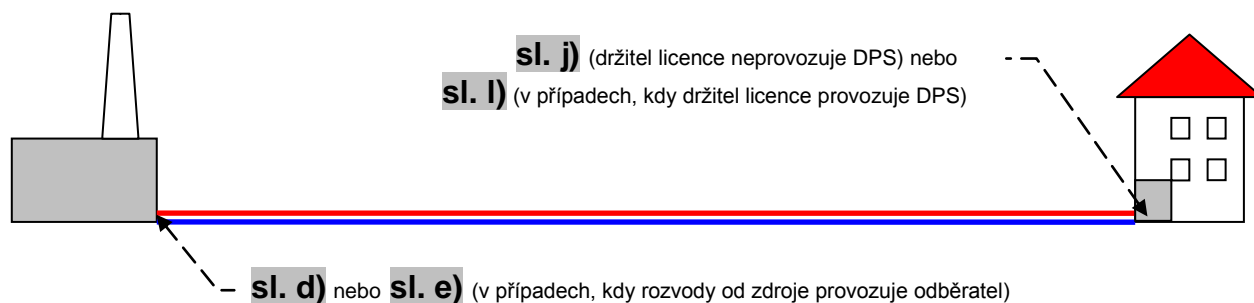 sl. j) (držitel licence neprovozuje DPS) nebo
sl. l) (v případech, kdy držitel licence provozuje DPS)
sl. d) nebo sl. e) (v případech, kdy rozvody od zdroje provozuje odběratel)